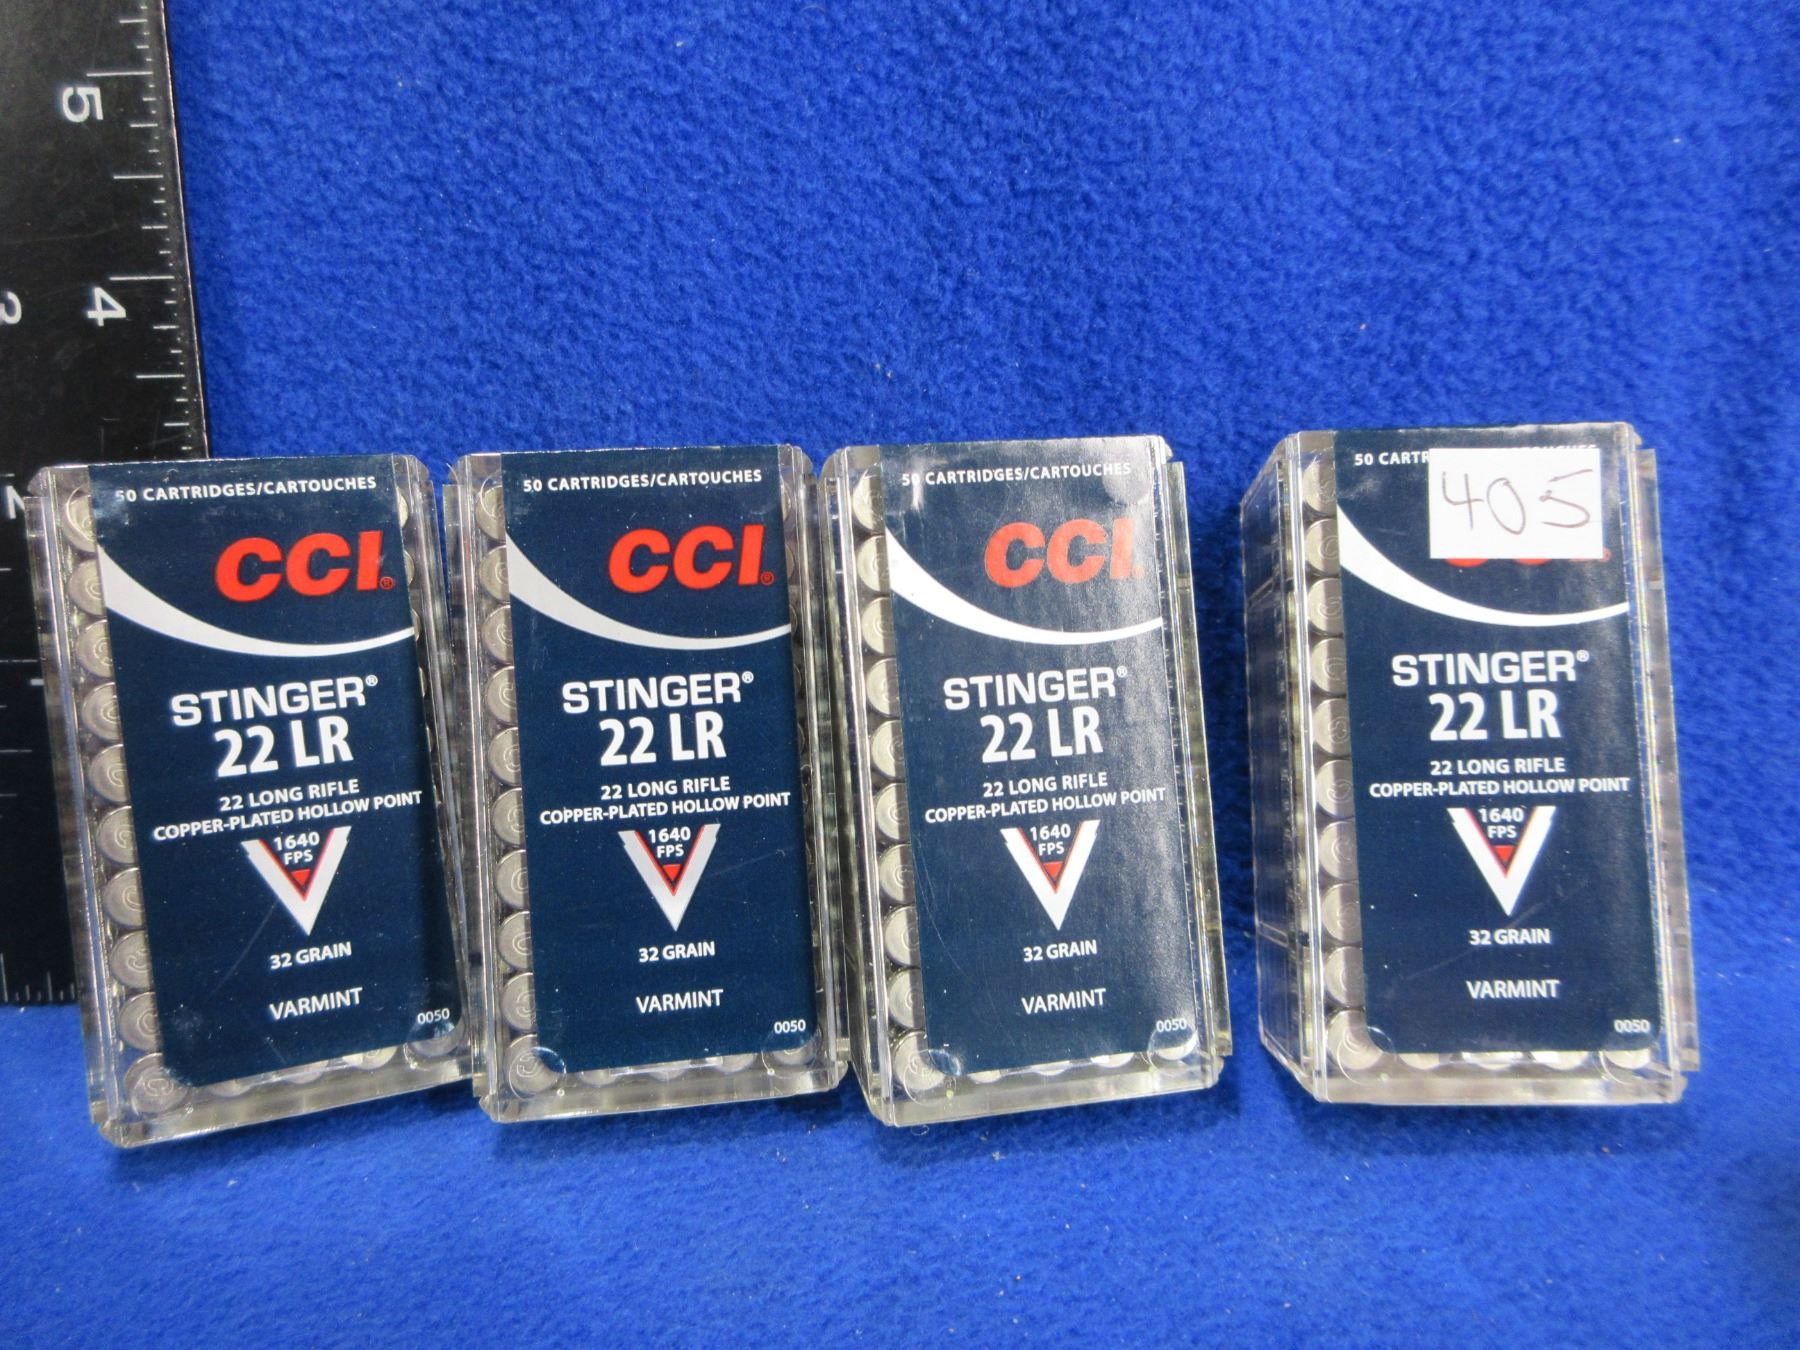 5
4
3
2
1
50 CARTRIDGES/CARTOUCHES
CCI®
STINGER®
22 LR
22 LONG RIFLE
COPPER-PLATED HOLLOW POINT
1640
FPS
32 GRAIN
VARMINT
0050
50 CARTRIDGES/CARTOUCHES
CCI®
STINGER®
22 LR
22 LONG RIFLE
COPPER-PLATED HOLLOW POINT
1640
FPS
32 GRAIN
VARMINT
0050
50 CARTRIDGES/CARTOUCHES
CCI
STINGER®
22 LR
22 LONG RIFLE
COPPER-PLATED HOLLOW POINT
1640
FPS
32 GRAIN
VARMINT
0050
50 CARTR
405
STINGER®
22 LR
22 LONG RIFLE
COPPER-PLATED HOLLOW POINT
1640
FPS
32 GRAIN
VARMINT
0050